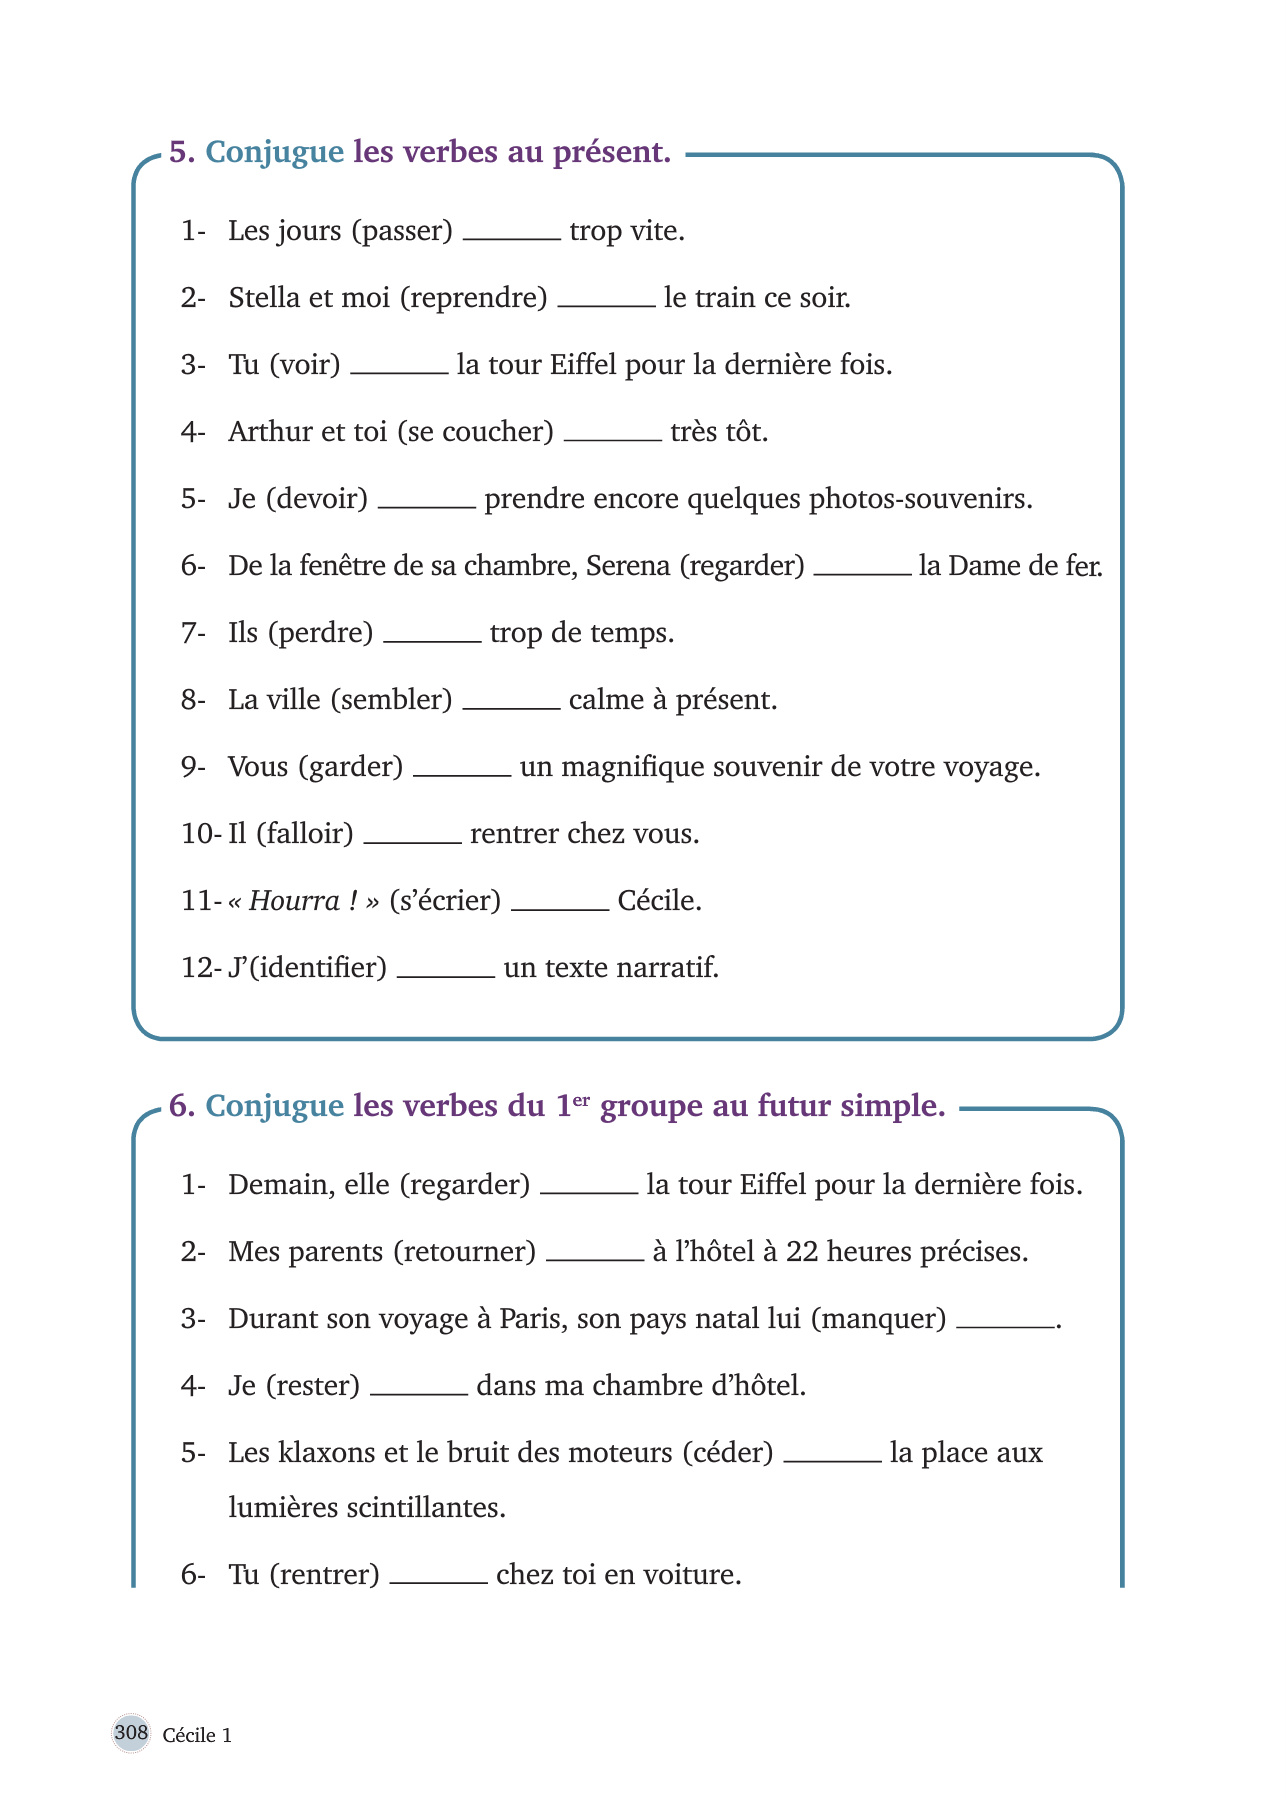 5. Conjugue les verbes au présent.
1- Les jours (passer) _______ trop vite.
2- Stella et moi (reprendre) _______ le train ce soir.
3- Tu (voir) _______ la tour Eiffel pour la dernière fois.
4- Arthur et toi (se coucher) _______ très tôt.
5- Je (devoir) _______ prendre encore quelques photos-souvenirs.
6- De la fenêtre de sa chambre, Serena (regarder) _______ la Dame de fer.
7- Ils (perdre) _______ trop de temps.
8- La ville (sembler) _______ calme à présent.
9- Vous (garder) _______ un magnifique souvenir de votre voyage.
10- Il (falloir) _______ rentrer chez vous.
11- « Hourra ! » (s’écrier) _______ Cécile.
12- J’(identifier) _______ un texte narratif.
6. Conjugue les verbes du 1er groupe au futur simple.
1- Demain, elle (regarder) _______ la tour Eiffel pour la dernière fois.
2- Mes parents (retourner) _______ à l’hôtel à 22 heures précises.
3- Durant son voyage à Paris, son pays natal lui (manquer) _______.
4- Je (rester) _______ dans ma chambre d’hôtel.
5- Les klaxons et le bruit des moteurs (céder) _______ la place aux
lumières scintillantes.
6- Tu (rentrer) _______ chez toi en voiture.
308 Cécile 1